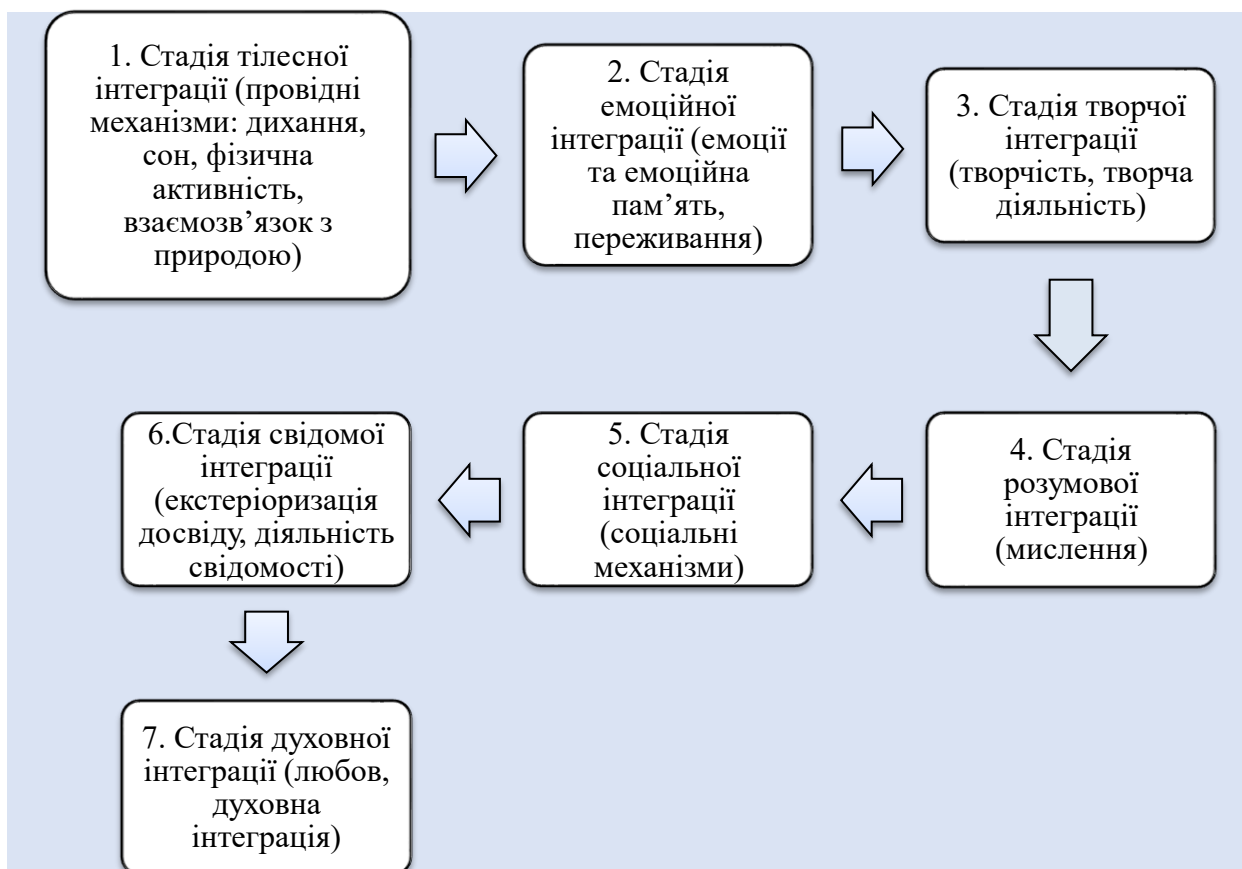 1. Стадія тілесної
інтеграції (провідні
механізми: дихання,
сон, фізична
активність,
взаємозв’язок з
природою)
2. Стадія
емоційної
інтеграції (емоції
та емоційна
пам’ять,
переживання)
3. Стадія творчої
інтеграції
(творчість, творча
діяльність)
4. Стадія
розумової
інтеграції
(мислення)
5. Стадія
соціальної
інтеграції
(соціальні
механізми)
6.Стадія свідомої
інтеграції
(екстеріоризація
досвіду, діяльність
свідомості)
7. Стадія духовної
інтеграції (любов,
духовна
інтеграція)